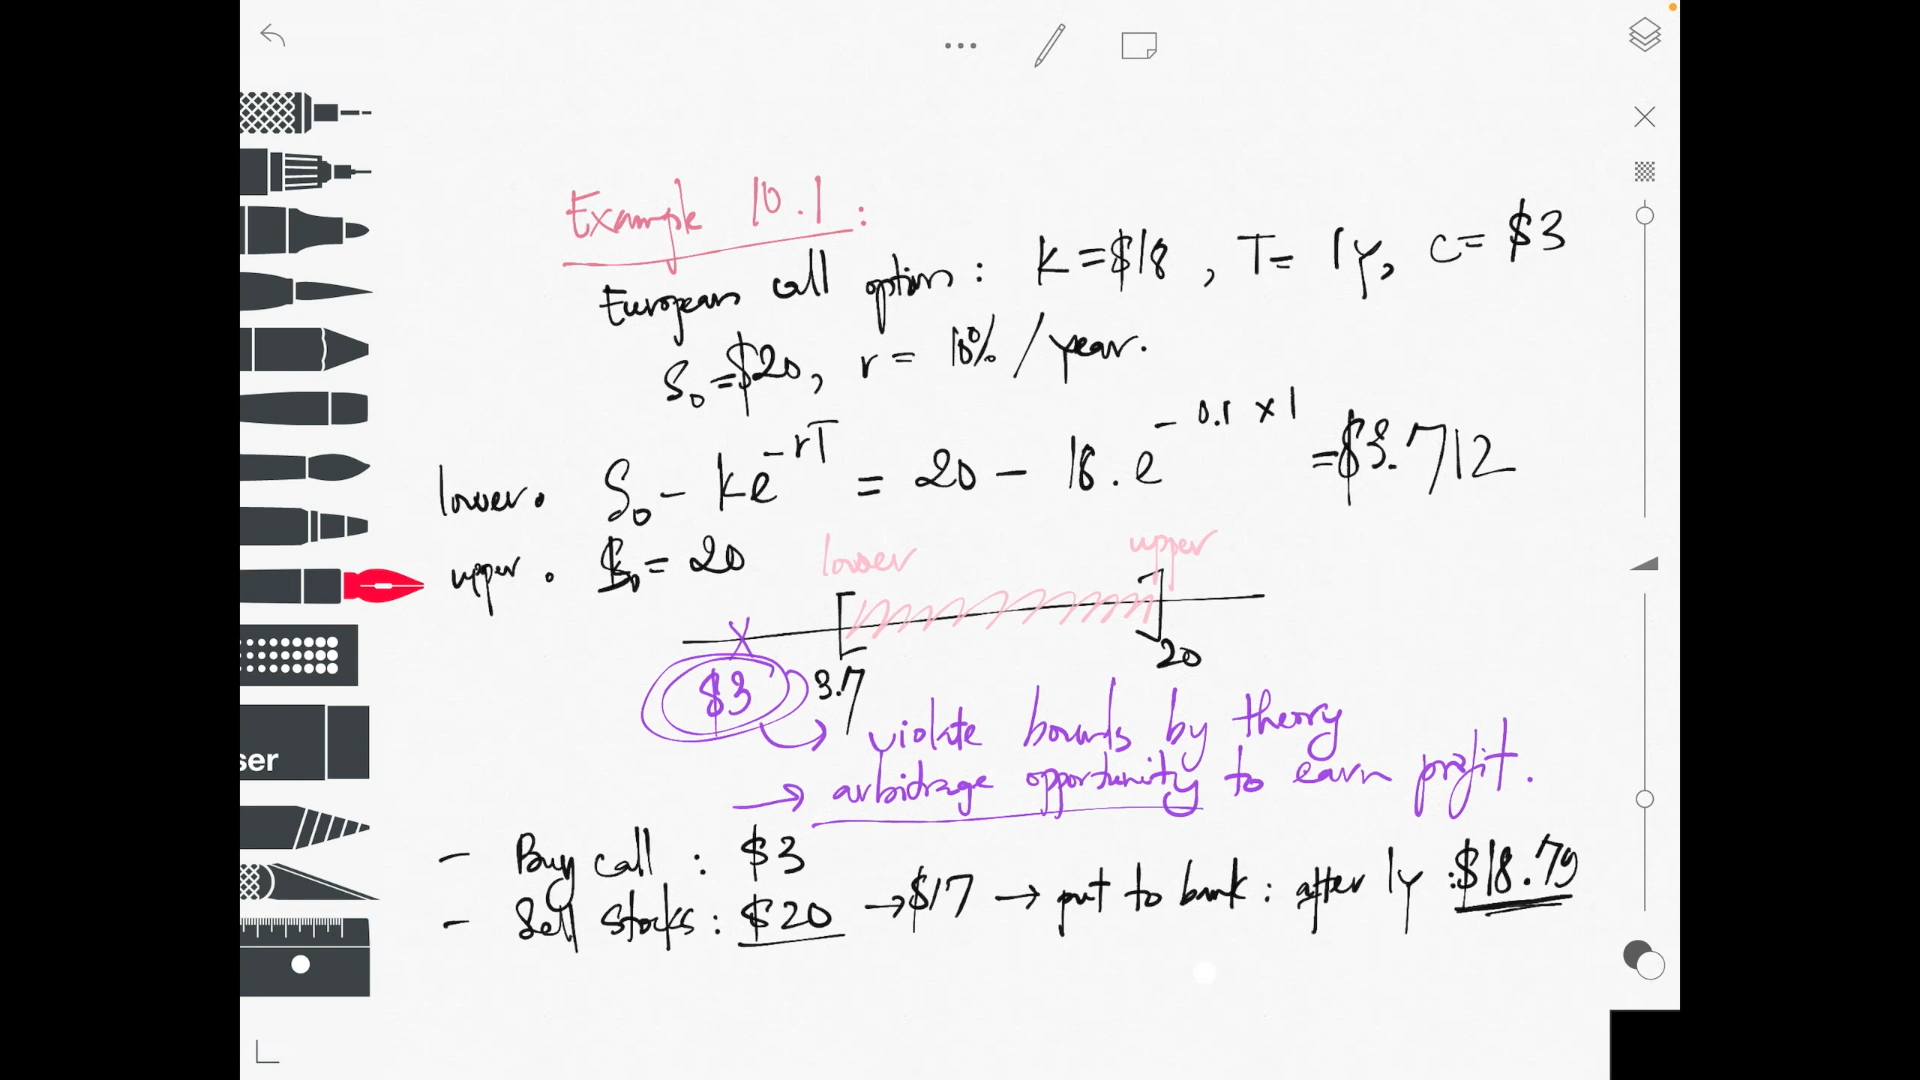 Example 10.1 :
European call option : K = $18 , T = 1y, c = $3
S₀ = $20, r = 10% / year.
lower . S₀ - Ke^-rT = 20 - 18 . e^-0.1 x 1 = $3.712
upper . S₀ = 20
lower upper
$3 3.7 20
violate bounds by theory
→ arbitrage opportunity to earn profit.
- Buy call : $3
- Sell stocks : $20 → $17 → put to bank : after 1y : $18.79
ser